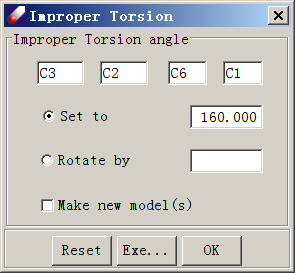 Improper Torsion
Improper Torsion angle
C3 C2 C6 C1
Set to 160.000
Rotate by
Make new model(s)
Reset Exe... OK